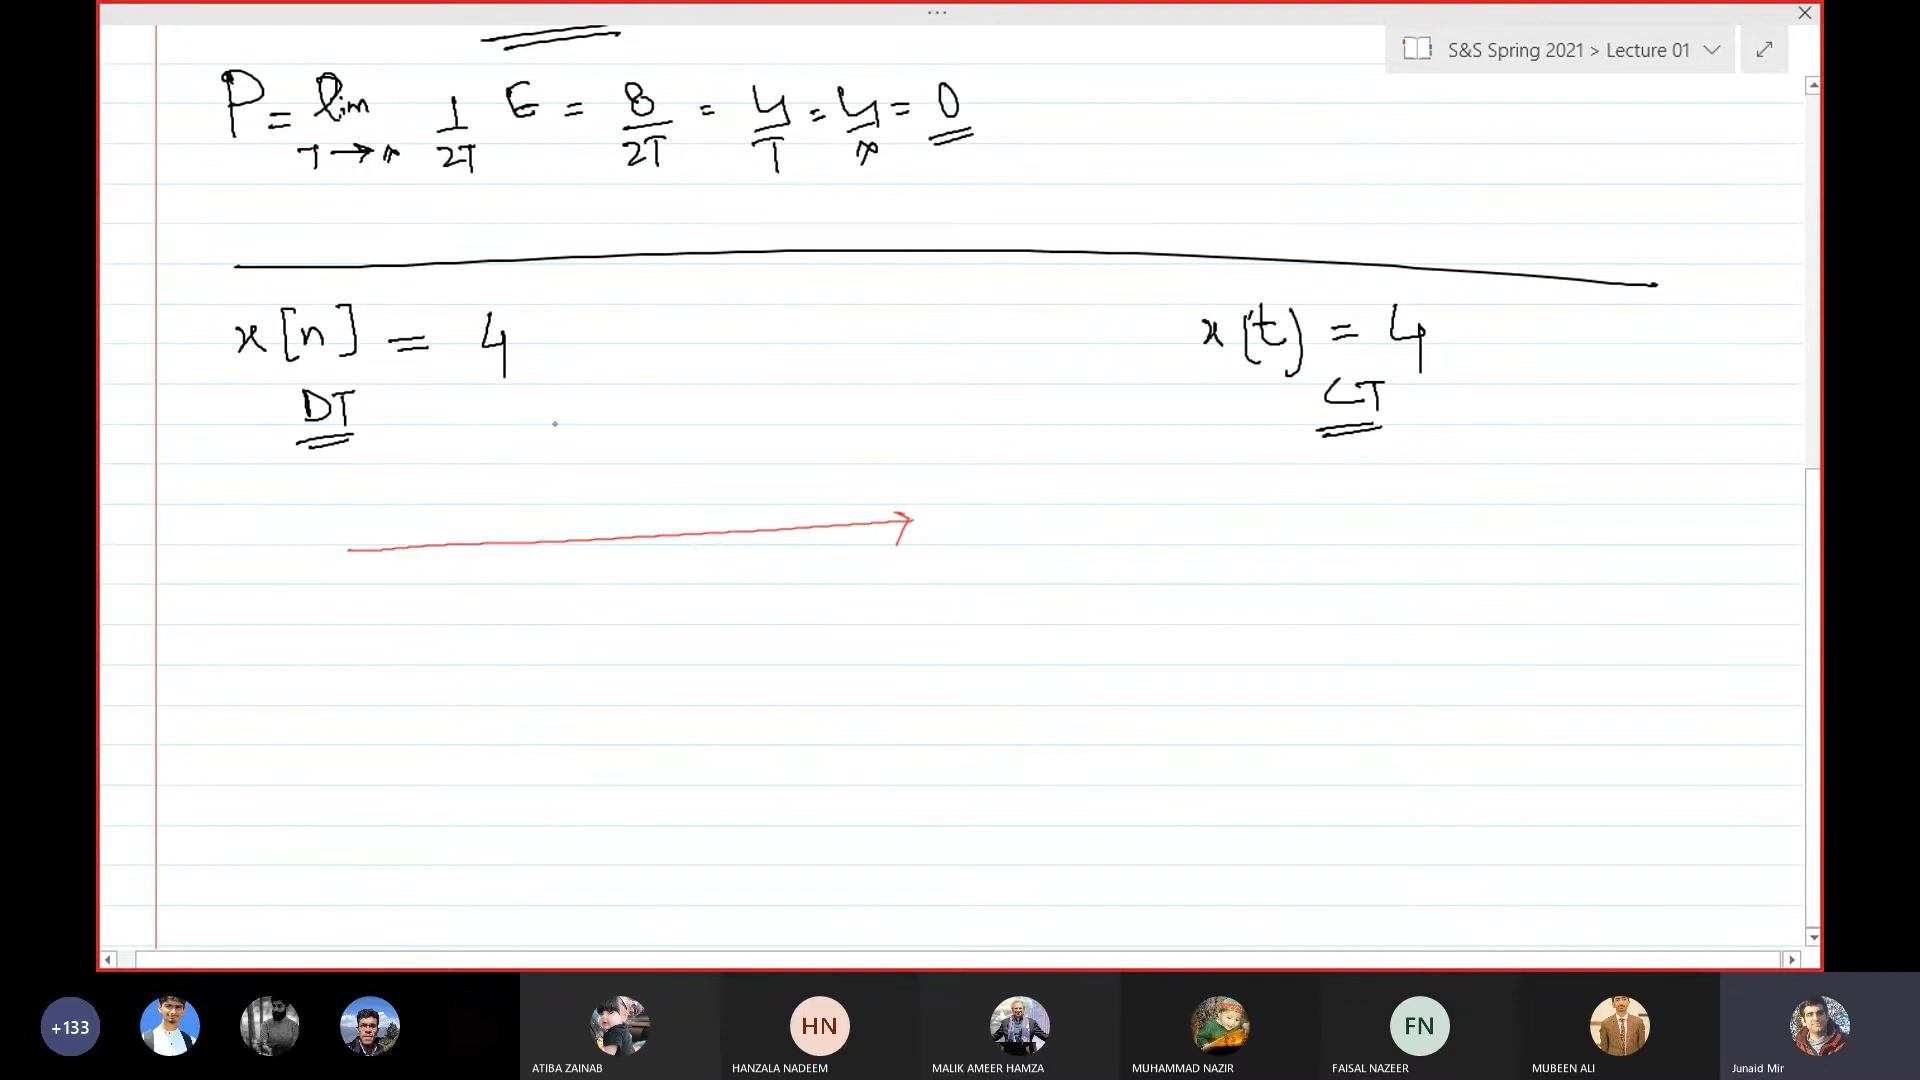 S&S Spring 2021 > Lecture 01
P = lim T→∞ 1/2T E = 8/2T = 4/T = 4/∞ = 0
x[n] = 4
x(t) = 4
DT
CT
+133
HN
FN
ATIBA ZAINAB
HANZALA NADEEM
MALIK AMEER HAMZA
MUHAMMAD NAZIR
FAISAL NAZEER
MUBEEN ALI
Junaid Mir